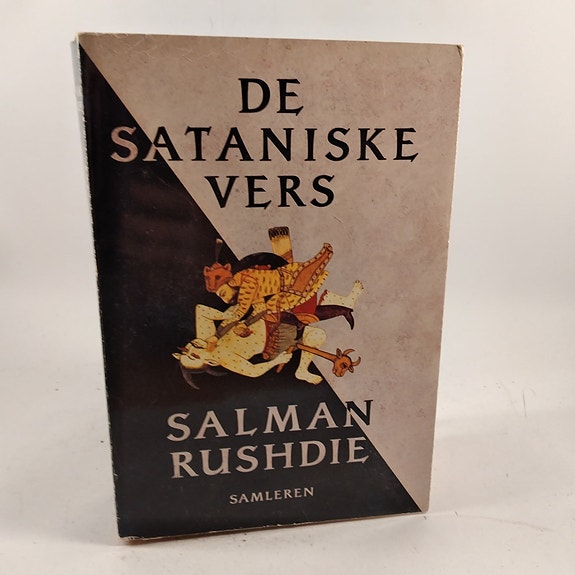 DE
SATANISKE
VERS
SALMAN
RUSHDIE
SAMLEREN